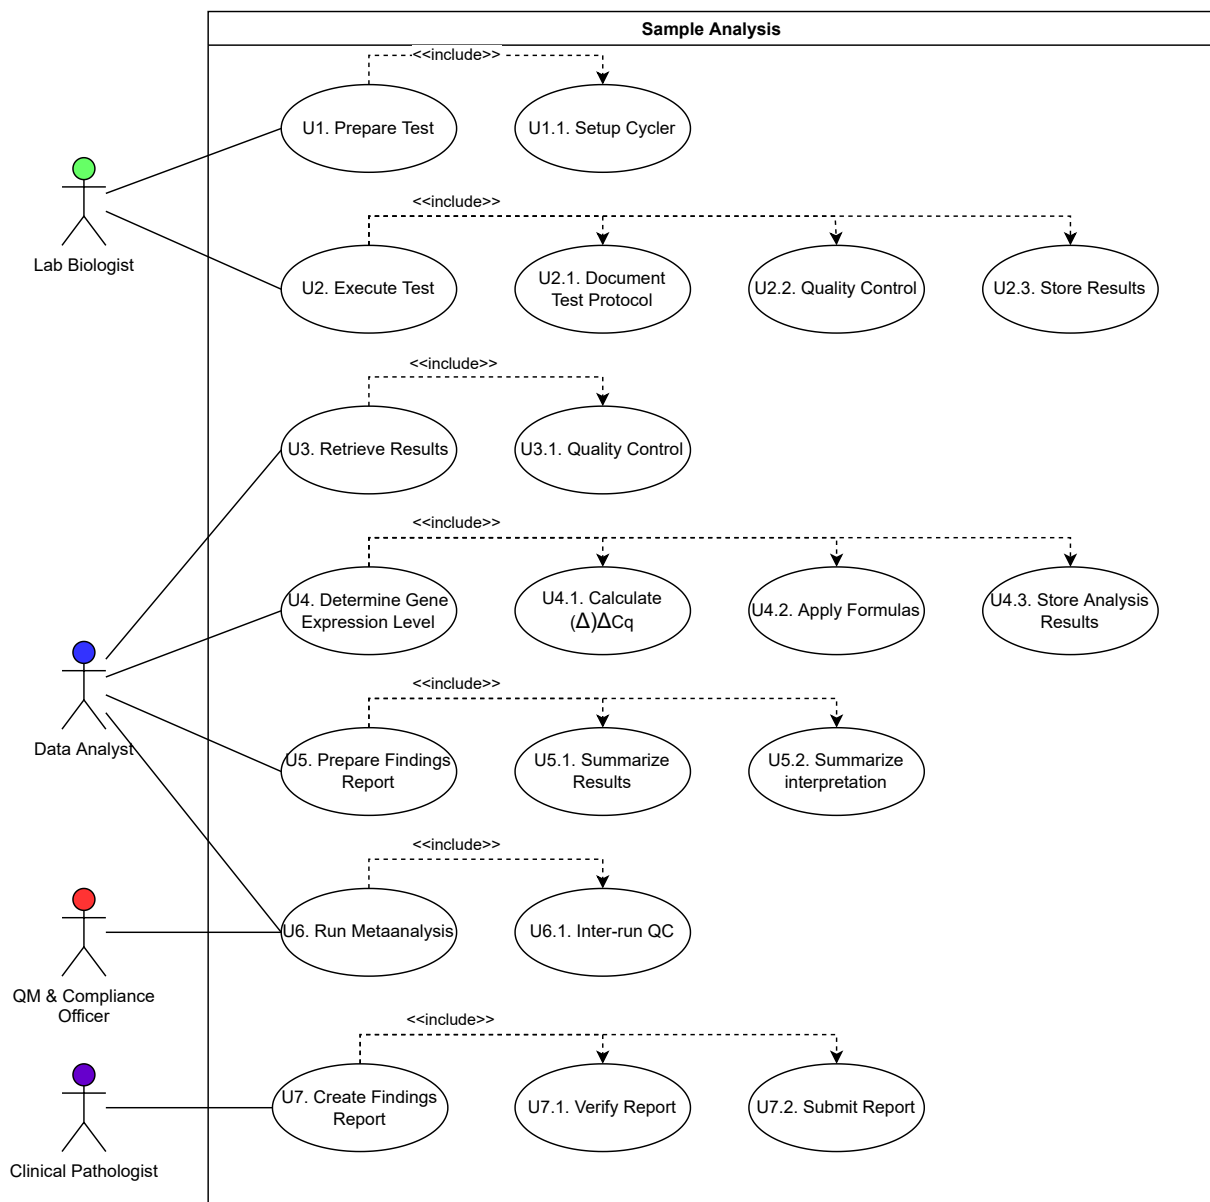 Sample Analysis
<<include>>
U1. Prepare Test
U1.1. Setup Cycler
Lab Biologist
<<include>>
U2. Execute Test
U2.1. Document
Test Protocol
U2.2. Quality Control
U2.3. Store Results
<<include>>
U3. Retrieve Results
U3.1. Quality Control
<<include>>
U4. Determine Gene
Expression Level
U4.1. Calculate
(Δ)ΔCq
U4.2. Apply Formulas
U4.3. Store Analysis
Results
Data Analyst
<<include>>
U5. Prepare Findings
Report
U5.1. Summarize
Results
U5.2. Summarize
interpretation
<<include>>
U6. Run Metaanalysis
U6.1. Inter-run QC
QM & Compliance
Officer
<<include>>
U7. Create Findings
Report
U7.1. Verify Report
U7.2. Submit Report
Clinical Pathologist